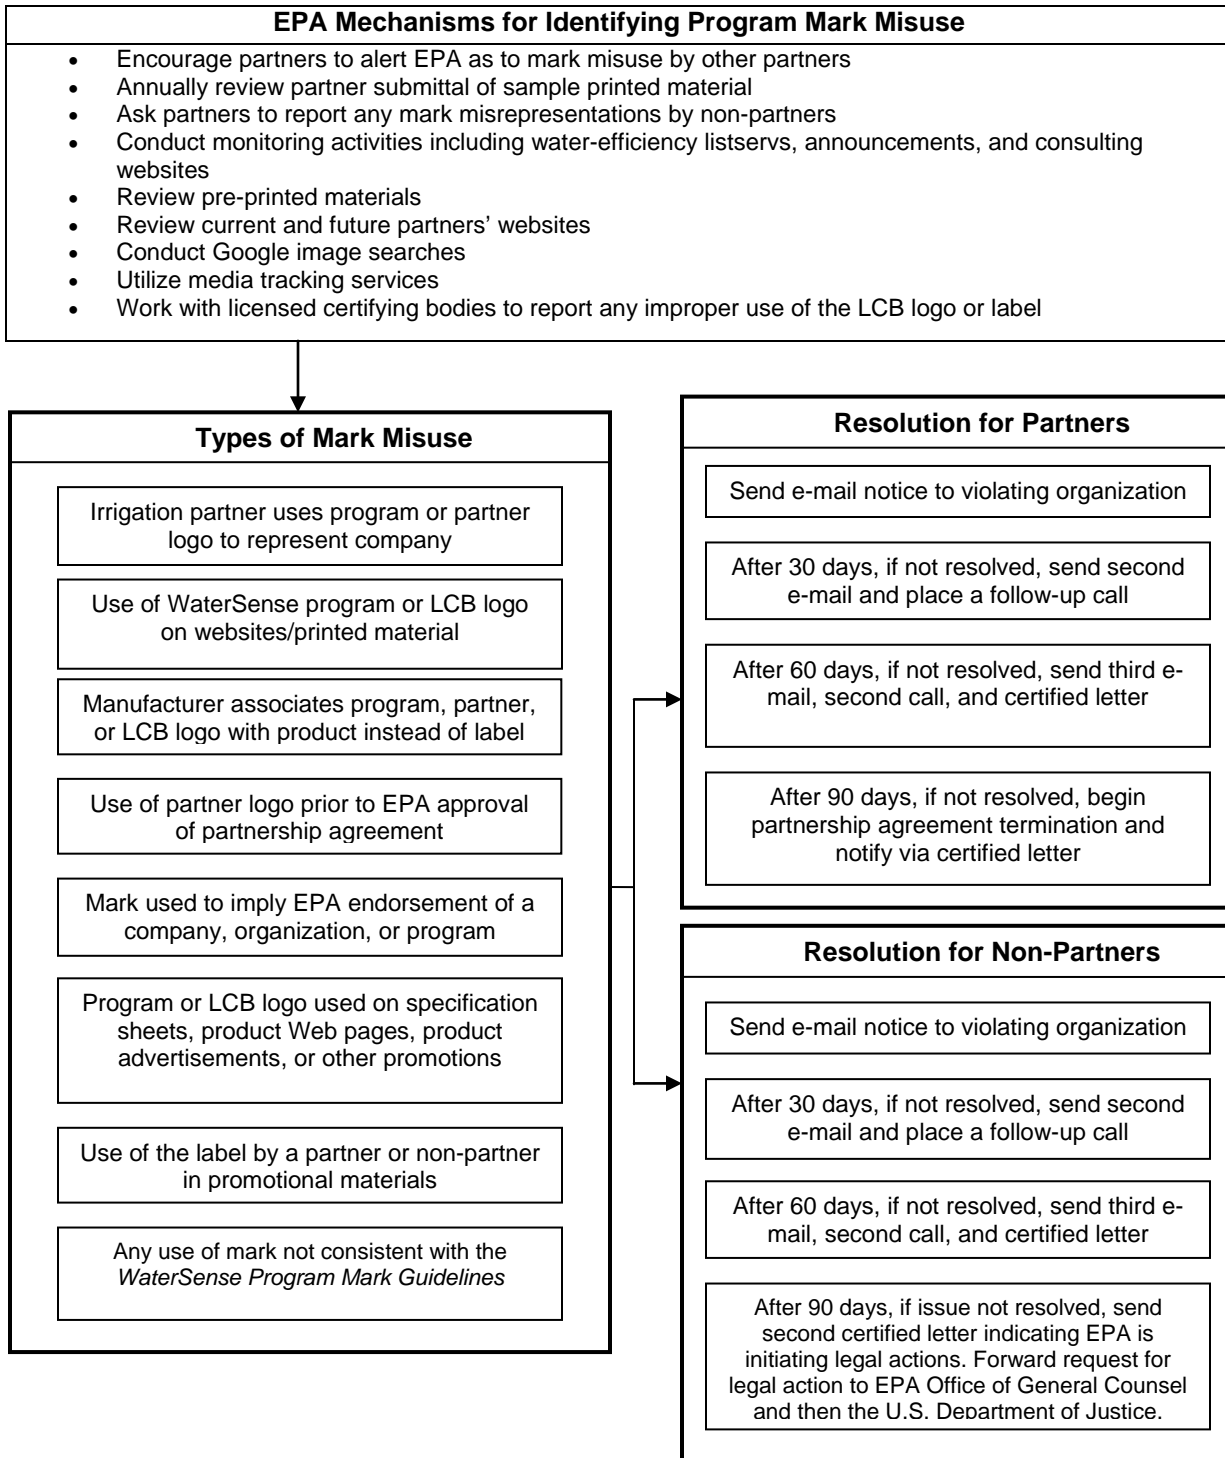 EPA Mechanisms for Identifying Program Mark Misuse
• Encourage partners to alert EPA as to mark misuse by other partners
• Annually review partner submittal of sample printed material
• Ask partners to report any mark misrepresentations by non-partners
• Conduct monitoring activities including water-efficiency listservs, announcements, and consulting
websites
• Review pre-printed materials
• Review current and future partners’ websites
• Conduct Google image searches
• Utilize media tracking services
• Work with licensed certifying bodies to report any improper use of the LCB logo or label
Types of Mark Misuse
Irrigation partner uses program or partner
logo to represent company
Use of WaterSense program or LCB logo
on websites/printed material
Manufacturer associates program, partner,
or LCB logo with product instead of label
Use of partner logo prior to EPA approval
of partnership agreement
Mark used to imply EPA endorsement of a
company, organization, or program
Program or LCB logo used on specification
sheets, product Web pages, product
advertisements, or other promotions
Use of the label by a partner or non-partner
in promotional materials
Any use of mark not consistent with the
WaterSense Program Mark Guidelines
Resolution for Partners
Send e-mail notice to violating organization
After 30 days, if not resolved, send second
e-mail and place a follow-up call
After 60 days, if not resolved, send third e-
mail, second call, and certified letter
After 90 days, if not resolved, begin
partnership agreement termination and
notify via certified letter
Resolution for Non-Partners
Send e-mail notice to violating organization
After 30 days, if not resolved, send second
e-mail and place a follow-up call
After 60 days, if not resolved, send third e-
mail, second call, and certified letter
After 90 days, if issue not resolved, send
second certified letter indicating EPA is
initiating legal actions. Forward request for
legal action to EPA Office of General Counsel
and then the U.S. Department of Justice.